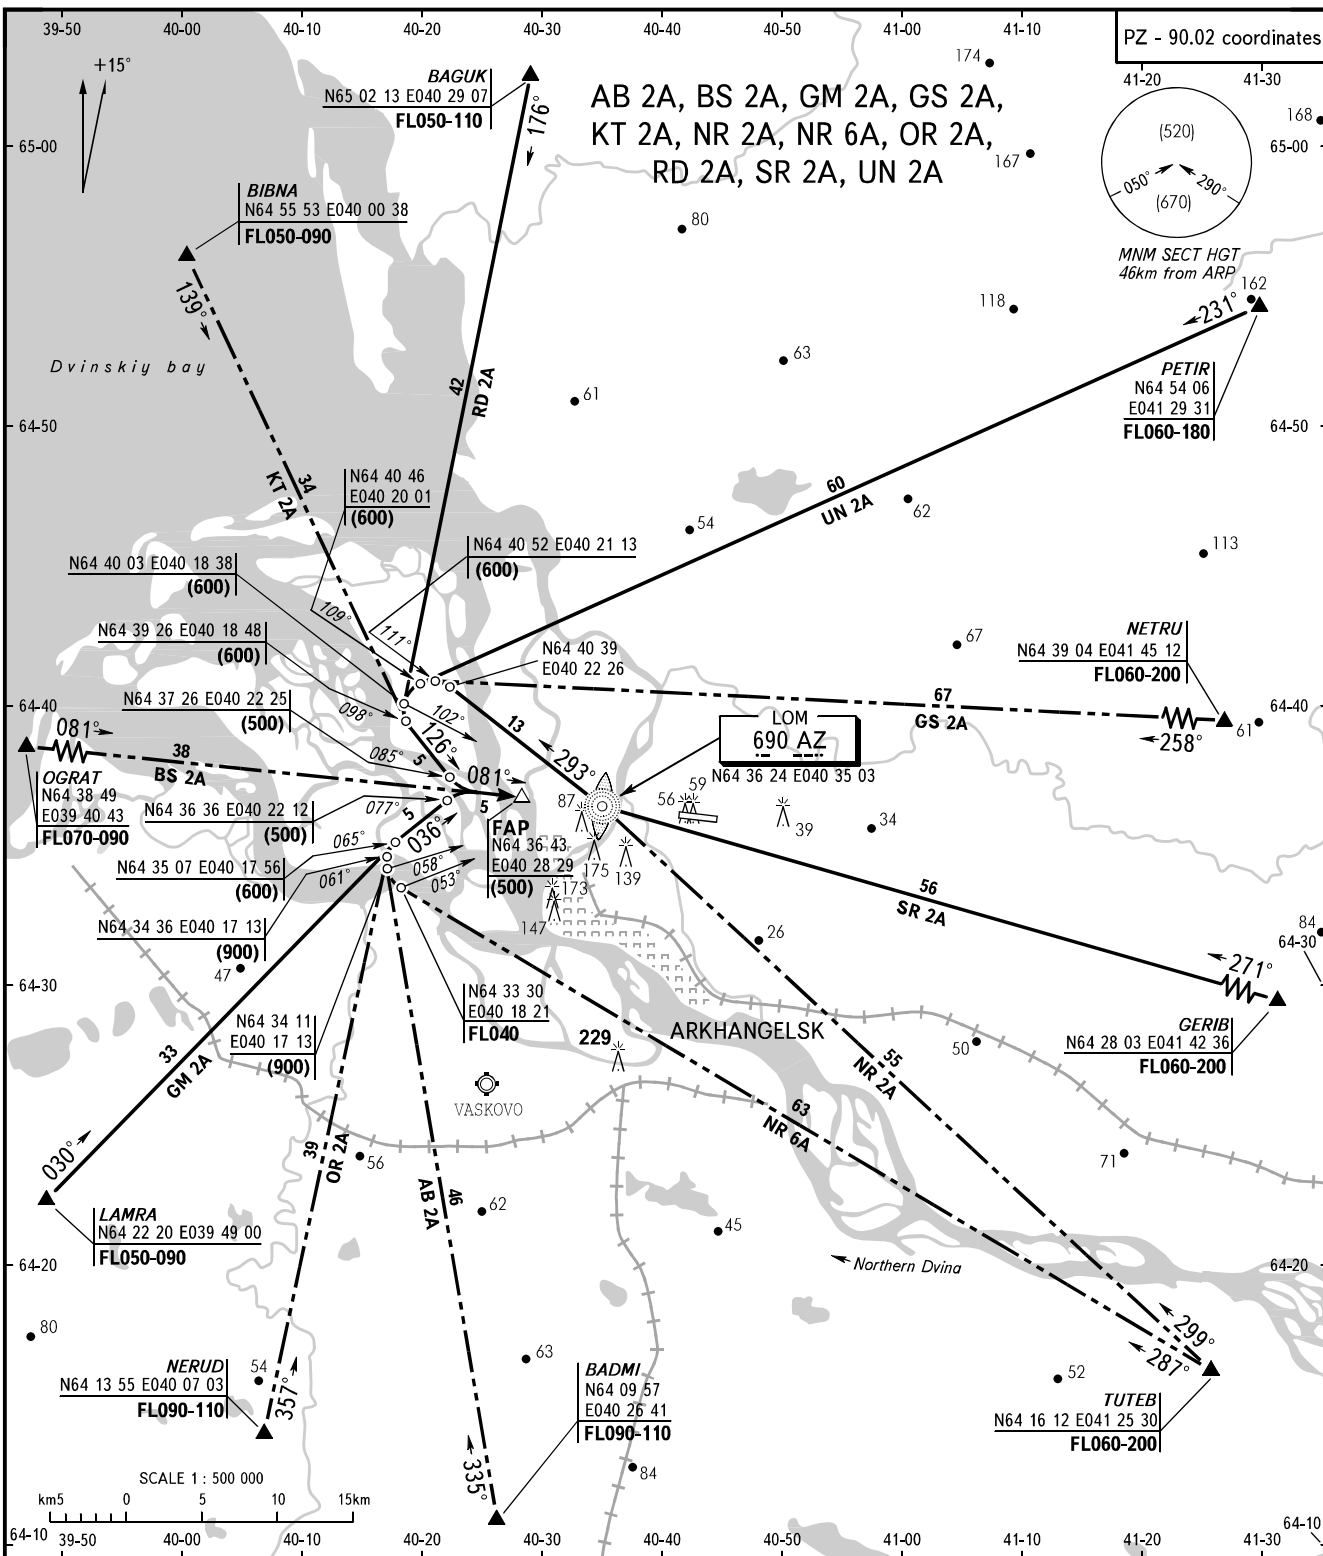 39-50 40-00 40-10 40-20 40-30 40-40 40-50 41-00 41-10
PZ - 90.02 coordinates
41-20 41-30
+15°
BAGUK
N65 02 13 E040 29 07
FL050-110
176°
AB 2A, BS 2A, GM 2A, GS 2A,
KT 2A, NR 2A, NR 6A, OR 2A,
RD 2A, SR 2A, UN 2A
174
167
168
(520)
050° 290°
(670)
MNM SECT HGT
46km from ARP
65-00
65-00
BIBNA
N64 55 53 E040 00 38
FL050-090
139°
80
118
162
231°
63
61
PETIR
N64 54 06
E041 29 31
FL060-180
Dvinskiy bay
42
RD 2A
64-50
64-50
34
KT 2A
N64 40 46
E040 20 01
(600)
60
UN 2A
62
54
113
N64 40 52 E040 21 13
(600)
N64 40 03 E040 18 38
(600)
109°
111°
N64 39 26 E040 18 48
(600)
N64 40 39
E040 22 26
67
NETRU
N64 39 04 E041 45 12
FL060-200
N64 37 26 E040 22 25
(500)
098°
102°
126°
64-40
64-40
67
GS 2A
258°
61
13
293°
LOM
690 AZ
N64 36 24 E040 35 03
081°
38
BS 2A
085°
5
081°
5
OGRAT
N64 38 49
E039 40 43
FL070-090
N64 36 36 E040 22 12
(500)
077°
5
036°
FAP
N64 36 43
E040 28 29
(500)
87
56
59
39
34
175
139
173
147
065°
N64 35 07 E040 17 56
(600)
061°
058°
053°
56
SR 2A
N64 34 36 E040 17 13
(900)
47
26
84
64-30
64-30
271°
N64 34 11
E040 17 13
(900)
N64 33 30
E040 18 21
FL040
229
ARKHANGELSK
GERIB
N64 28 03 E041 42 36
FL060-200
50
33
GM 2A
VASKOVO
55
NR 2A
63
NR 6A
39
OR 2A
56
030°
46
AB 2A
62
71
45
LAMRA
N64 22 20 E039 49 00
FL050-090
64-20
64-20
Northern Dvina
80
299°
287°
NERUD
N64 13 55 E040 07 03
FL090-110
54
357°
63
BADMI
N64 09 57
E040 26 41
FL090-110
52
TUTEB
N64 16 12 E041 25 30
FL060-200
335°
84
SCALE 1 : 500 000
km5 0 5 10 15km
64-10
64-10
39-50 40-00 40-10 40-20 40-30 40-40 40-50 41-00 41-10 41-20 41-30